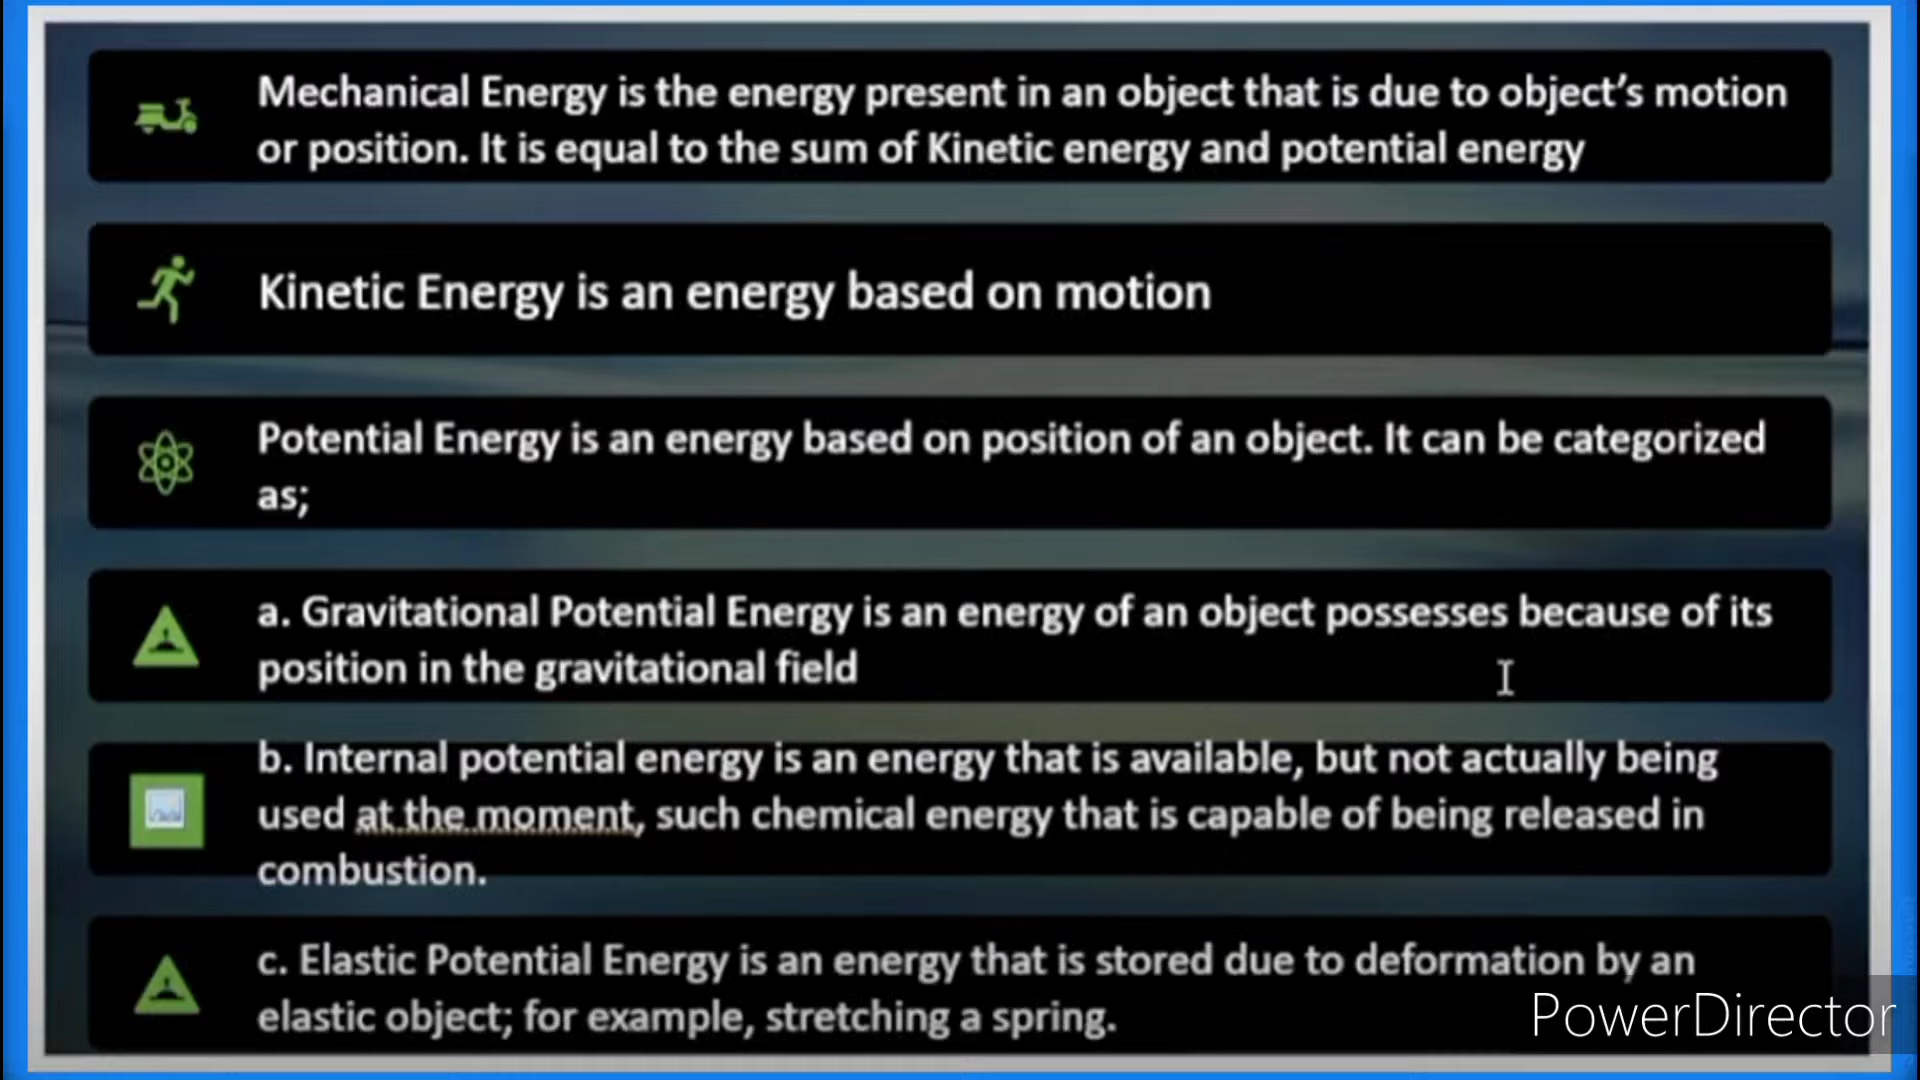 Mechanical Energy is the energy present in an object that is due to object's motion
or position. It is equal to the sum of Kinetic energy and potential energy
Kinetic Energy is an energy based on motion
Potential Energy is an energy based on position of an object. It can be categorized
as;
a. Gravitational Potential Energy is an energy of an object possesses because of its
position in the gravitational field
b. Internal potential energy is an energy that is available, but not actually being
used at the moment, such chemical energy that is capable of being released in
combustion.
c. Elastic Potential Energy is an energy that is stored due to deformation by an
elastic object; for example, stretching a spring.
PowerDirector